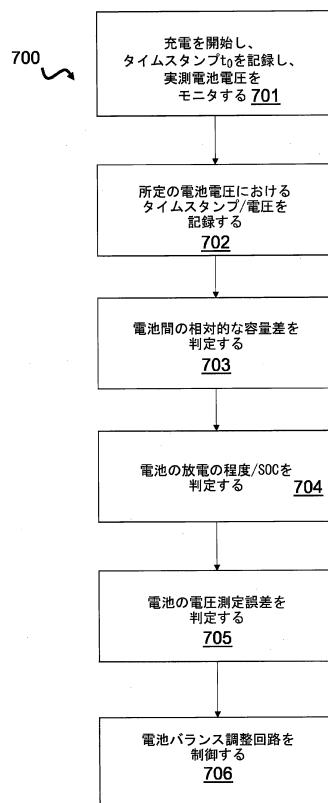 700
充電を開始し、
タイムスタンプt0を記録し、
実測電池電圧を
モニタする 701
所定の電池電圧における
タイムスタンプ/電圧を
記録する
702
電池間の相対的な容量差を
判定する
703
電池の放電の程度/SOCを
判定する 704
電池の電圧測定誤差を
判定する
705
電池バランス調整回路を
制御する
706